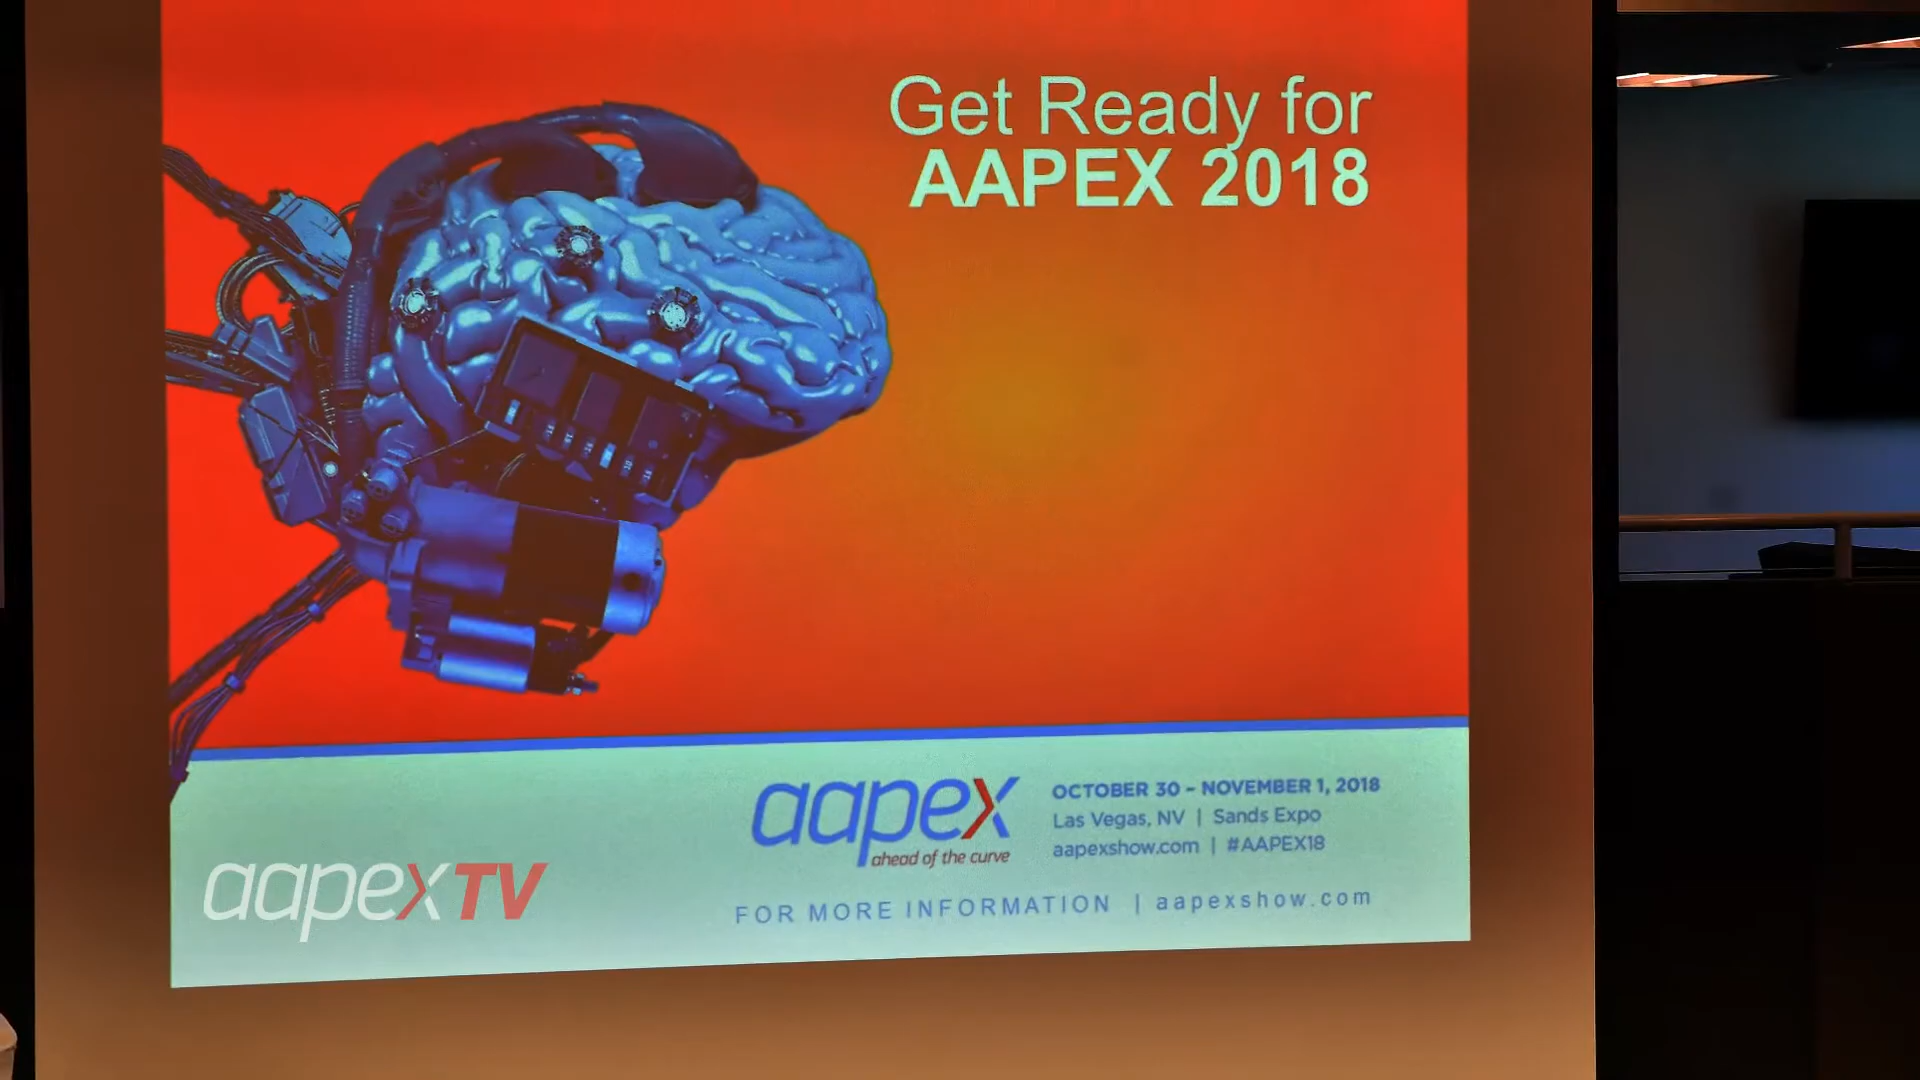 Get Ready for
AAPEX 2018
aapex
ahead of the curve
OCTOBER 30 - NOVEMBER 1, 2018
Las Vegas, NV | Sands Expo
aapexshow.com | #AAPEX18
FOR MORE INFORMATION | aapexshow.com
aapexTV